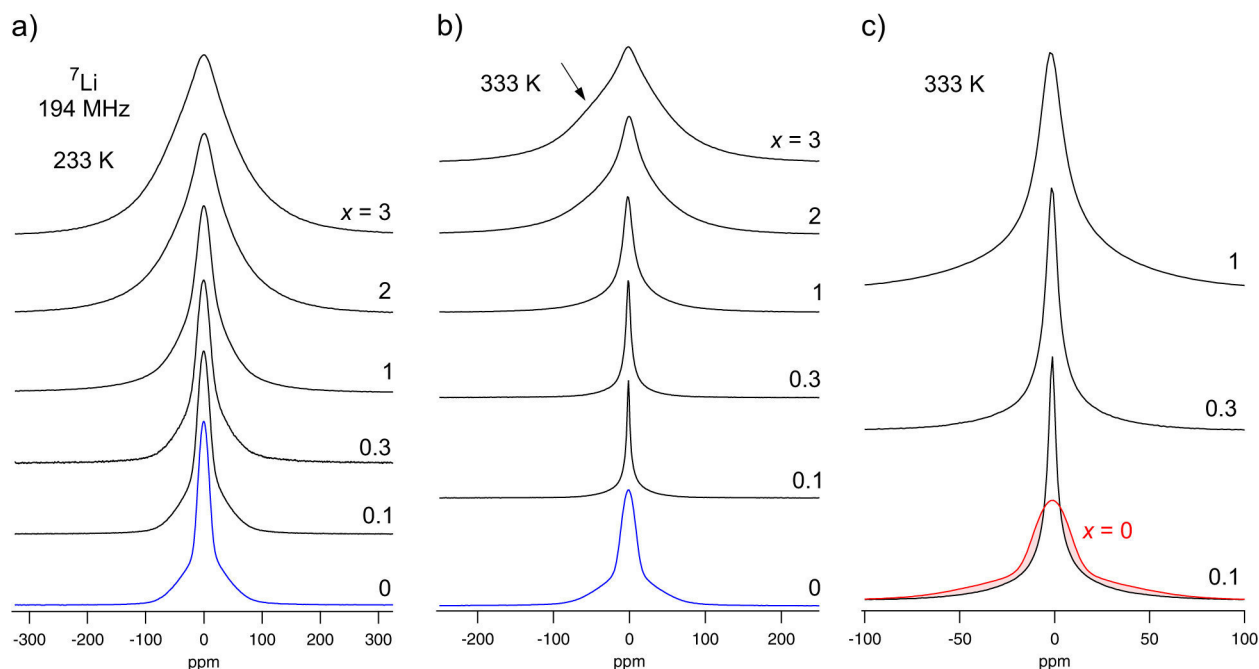 a)
⁷Li
194 MHz
233 K
x = 3
2
1
0.3
0.1
0
-300 -200 -100 0 100 200 300
ppm
b)
333 K
x = 3
2
1
0.3
0.1
0
-200 -100 0 100 200
ppm
c)
333 K
1
0.3
x = 0
0.1
-100 -50 0 50 100
ppm